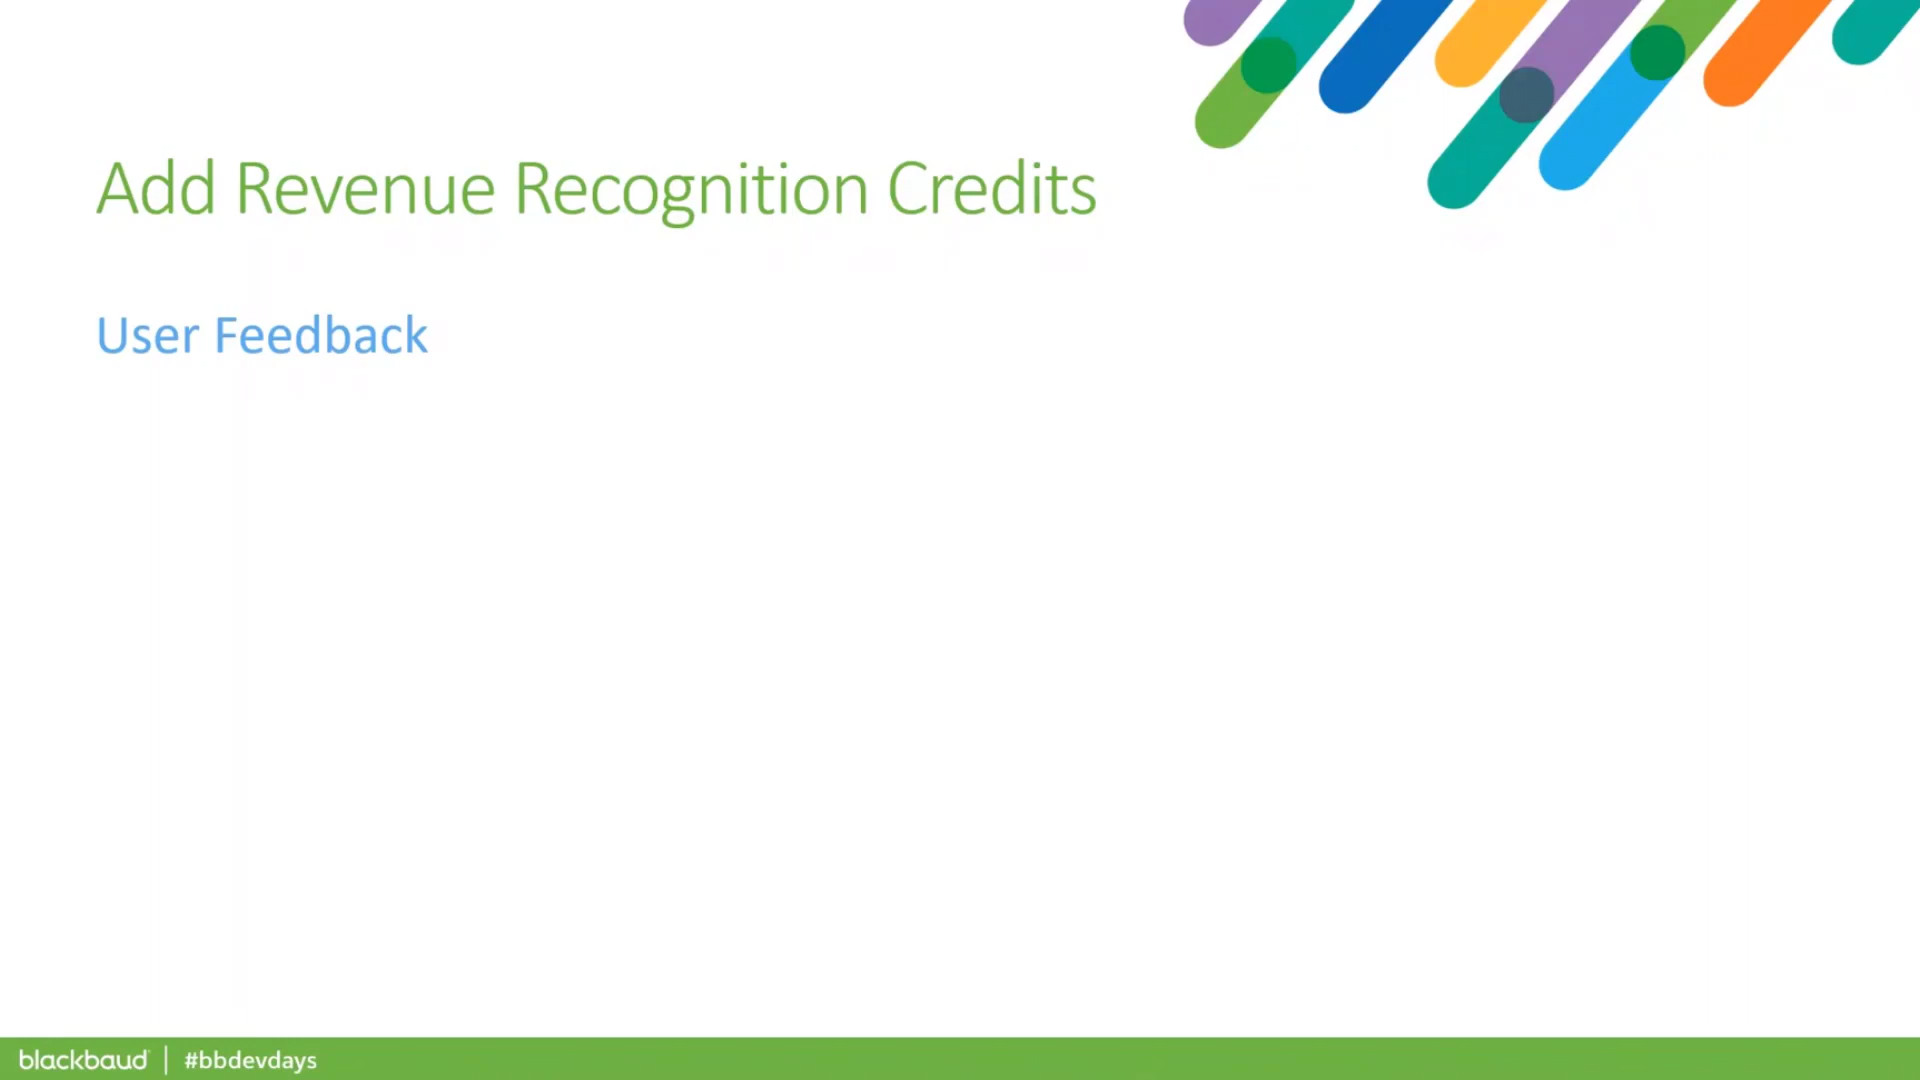 Add Revenue Recognition Credits
User Feedback
blackbaud | #bbdevdays